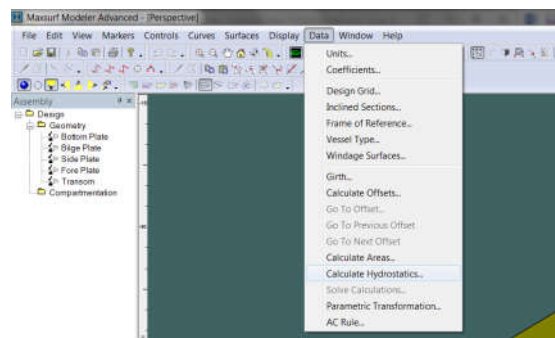 Maxsurf Modeler Advanced - [Perspective]
File Edit View Markers Controls Curves Surfaces Display Data Window Help
Assembly
Design
Geometry
Bottom Plate
Bilge Plate
Side Plate
Fore Plate
Transom
Compartmentation
Units...
Coefficients...
Design Grid...
Inclined Sections...
Frame of Reference...
Vessel Type...
Windage Surfaces...
Girth...
Calculate Offsets...
Go To Offset...
Go To Previous Offset
Go To Next Offset
Calculate Areas...
Calculate Hydrostatics...
Solve Calculations...
Parametric Transformation...
AC Rule...